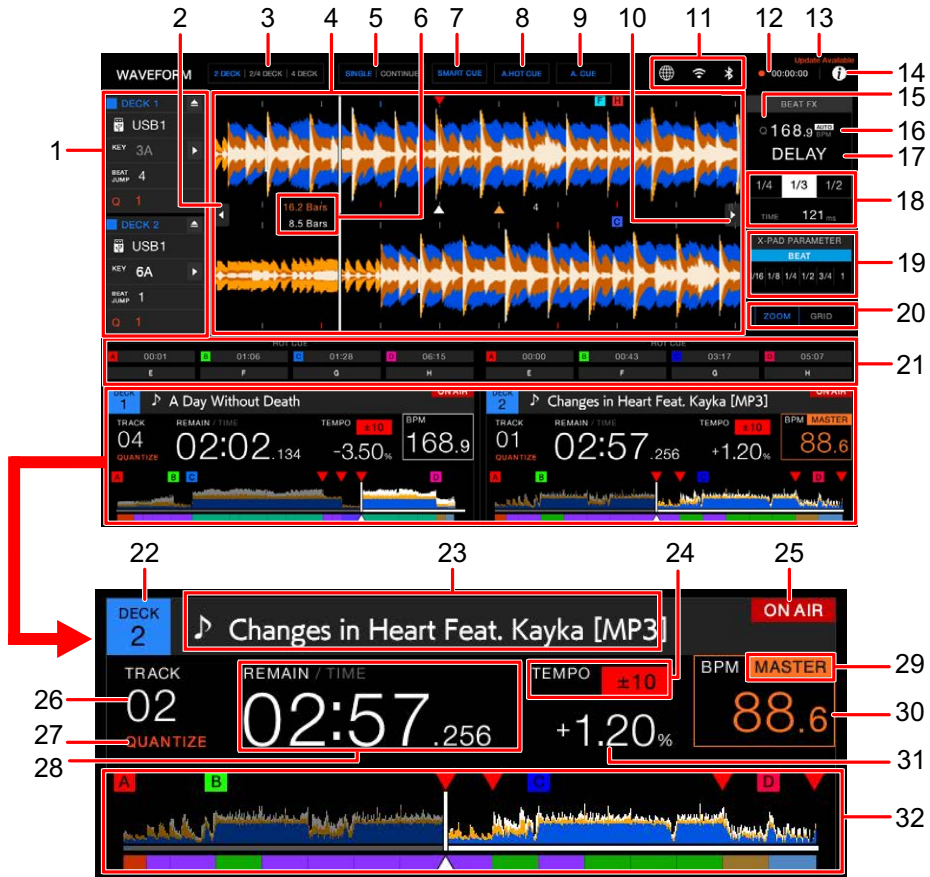 2 3 4 5 6 7 8 9 10 11 12 13
WAVEFORM 2 DECK | 2/4 DECK | 4 DECK SINGLE | CONTINUE SMART CUE A.HOT CUE A. CUE 00:00:00 Update Available i 14
1
DECK 1
USB1
KEY 3A
BEAT JUMP 4
Q 1
DECK 2
USB1
KEY 6A
BEAT JUMP 1
Q 1
F H
16.2 Bars
8.5 Bars
4
C
15
BEAT FX
Q 168.9 AUTO BPM 16
DELAY 17
1/4 1/3 1/2 18
TIME 121 ms
X-PAD PARAMETER
BEAT 19
/16 1/8 1/4 1/2 3/4 1
ZOOM GRID 20
HOT CUE HOT CUE
A 00:01 B 01:06 C 01:28 D 06:15 A 00:00 B 00:43 C 03:17 D 05:07 21
E F G H E F G H
DECK 1 A Day Without Death ON AIR
TRACK 04 REMAIN / TIME 02:02.134 TEMPO ±10 -3.50% BPM 168.9
QUANTIZE
A B C D
DECK 2 Changes in Heart Feat. Kayka [MP3] ON AIR
TRACK 01 REMAIN / TIME 02:57.256 TEMPO ±10 +1.20% BPM MASTER 88.6
QUANTIZE
A B C D
22 23 24 25
DECK 2 Changes in Heart Feat. Kayka [MP3] ON AIR
TRACK REMAIN / TIME TEMPO ±10 BPM MASTER 29
26 02 02:57.256 +1.20% 88.6 30
27 QUANTIZE
28 31
A B C D
32